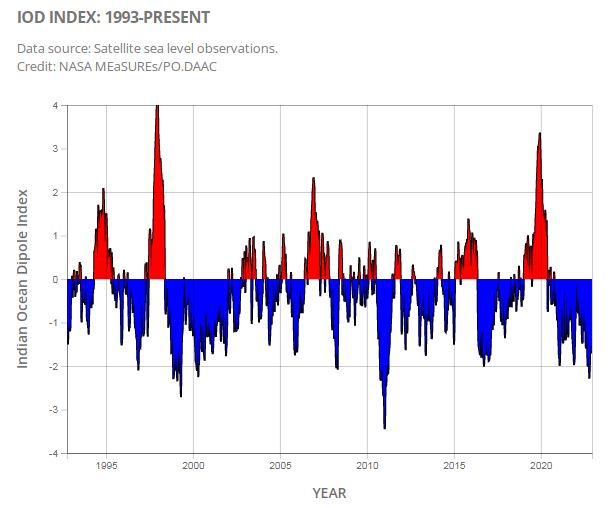 IOD INDEX: 1993-PRESENT
Data source: Satellite sea level observations.
Credit: NASA MEaSUREs/PO.DAAC
Indian Ocean Dipole Index
4
3
2
1
0
-1
-2
-3
-4
1995 2000 2005 2010 2015 2020
YEAR